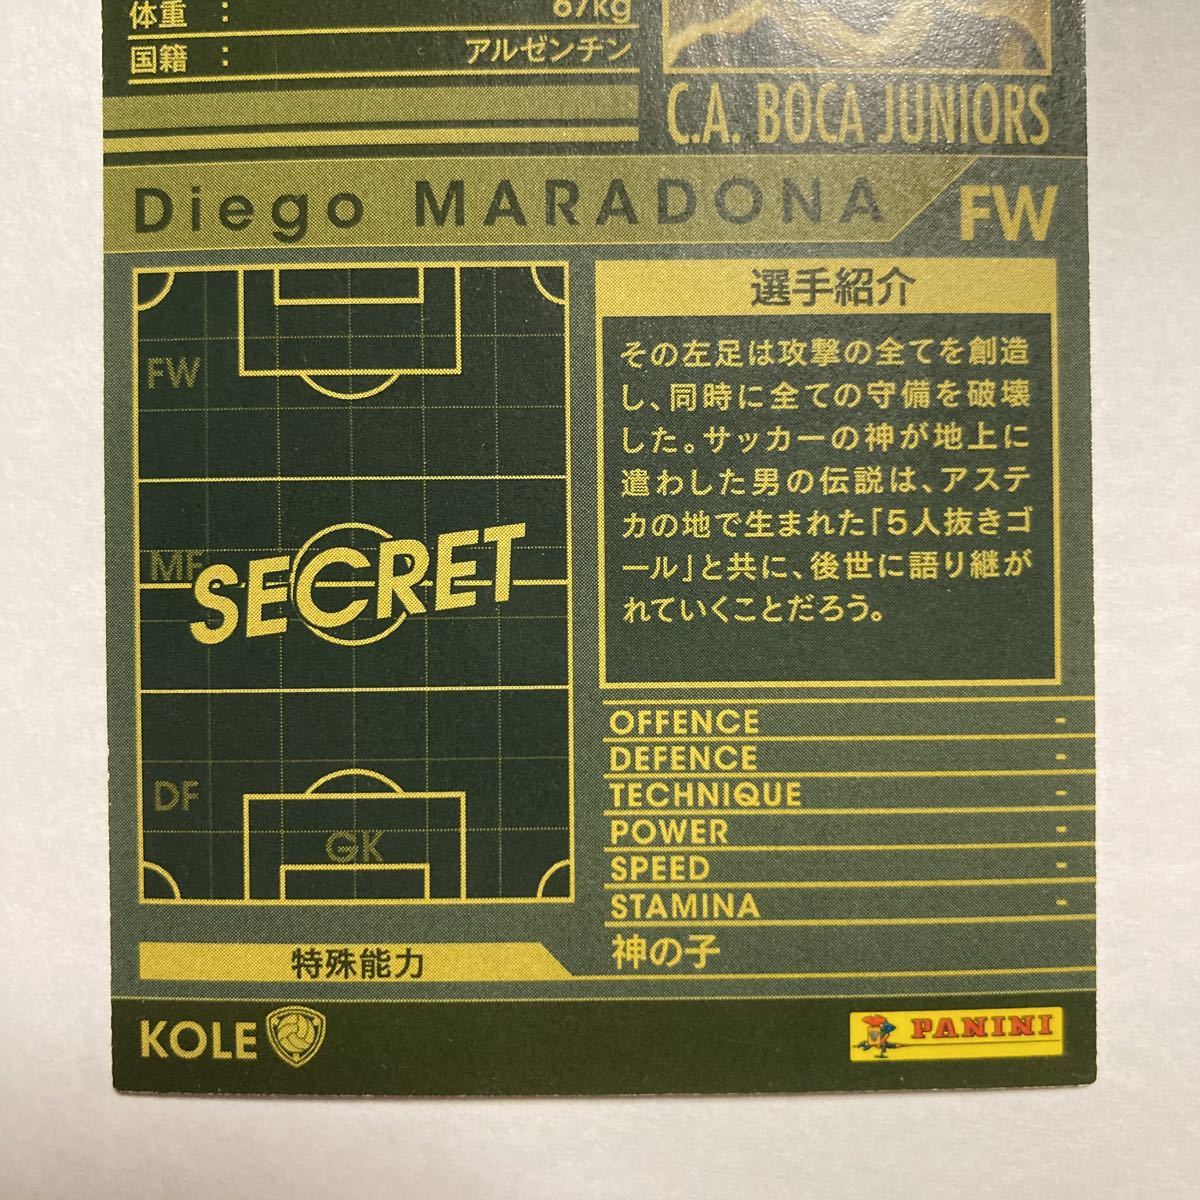 体重 : 67kg
国籍 : アルゼンチン
C.A. BOCA JUNIORS
Diego MARADONA FW
FW
MF
SECRET
DF
GK
選手紹介
その左足は攻撃の全てを創造
し、同時に全ての守備を破壊
した。サッカーの神が地上に
遣わした男の伝説は、アステ
カの地で生まれた「5人抜きゴ
ール」と共に、後世に語り継が
れていくことだろう。
OFFENCE -
DEFENCE -
TECHNIQUE -
POWER -
SPEED -
STAMINA -
特殊能力 神の子
KOLE
PANINI